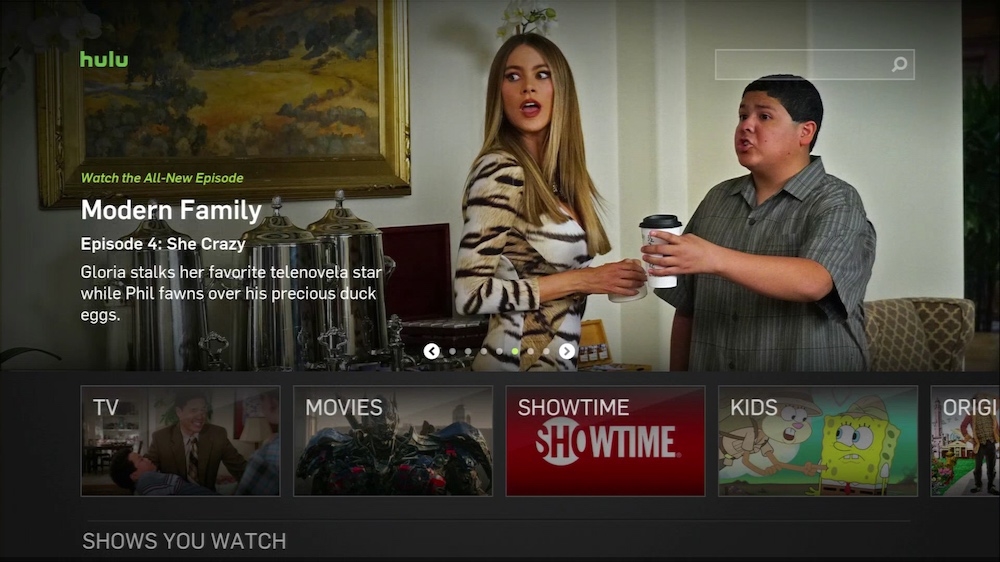 hulu
Watch the All-New Episode
Modern Family
Episode 4: She Crazy
Gloria stalks her favorite telenovela star
while Phil fawns over his precious duck
eggs.
TV
MOVIES
SHOWTIME
KIDS
ORIGI
SHOWTIME
SHOWS YOU WATCH